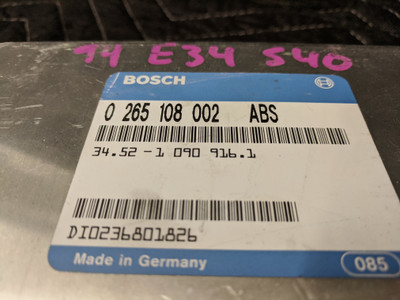 94 E34 540
BOSCH
0 265 108 002 ABS
34.52-1 090 916.1
DI0236801826
Made in Germany 085